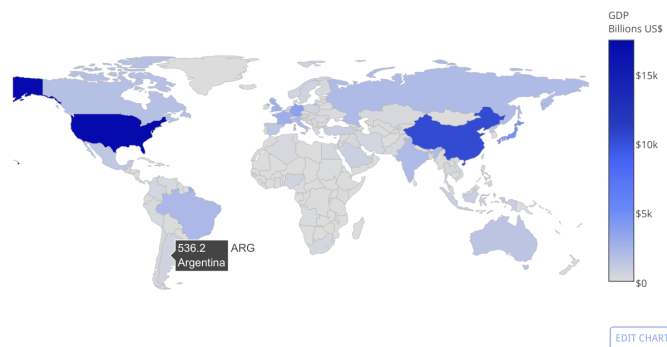 GDP
Billions US$
$15k
$10k
$5k
$0
536.2 ARG
Argentina
EDIT CHART